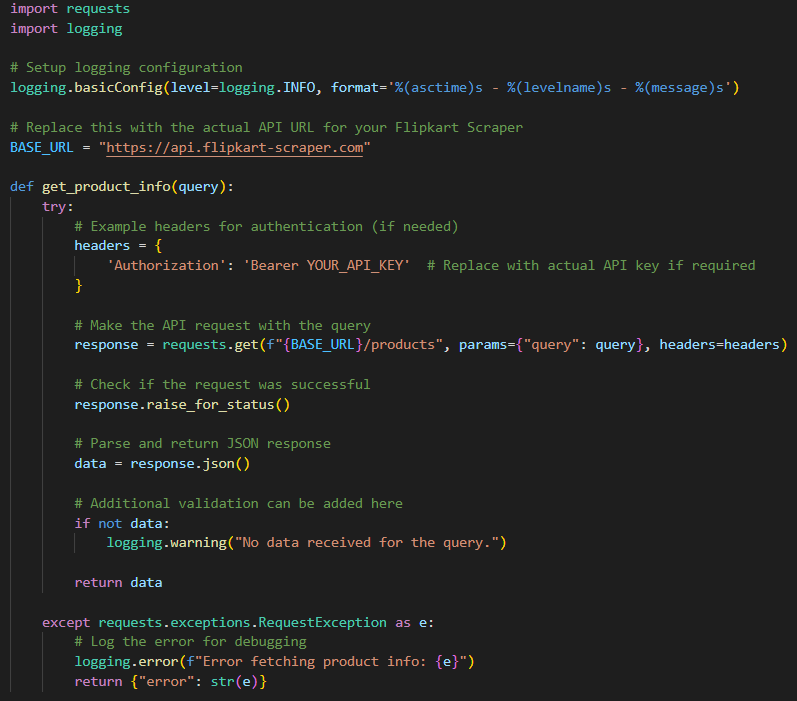 import requests
import logging

# Setup logging configuration
logging.basicConfig(level=logging.INFO, format='%(asctime)s - %(levelname)s - %(message)s')

# Replace this with the actual API URL for your Flipkart Scraper
BASE_URL = "https://api.flipkart-scraper.com"

def get_product_info(query):
    try:
        # Example headers for authentication (if needed)
        headers = {
            'Authorization': 'Bearer YOUR_API_KEY'  # Replace with actual API key if required
        }

        # Make the API request with the query
        response = requests.get(f"{BASE_URL}/products", params={"query": query}, headers=headers)

        # Check if the request was successful
        response.raise_for_status()

        # Parse and return JSON response
        data = response.json()

        # Additional validation can be added here
        if not data:
            logging.warning("No data received for the query.")

        return data

    except requests.exceptions.RequestException as e:
        # Log the error for debugging
        logging.error(f"Error fetching product info: {e}")
        return {"error": str(e)}